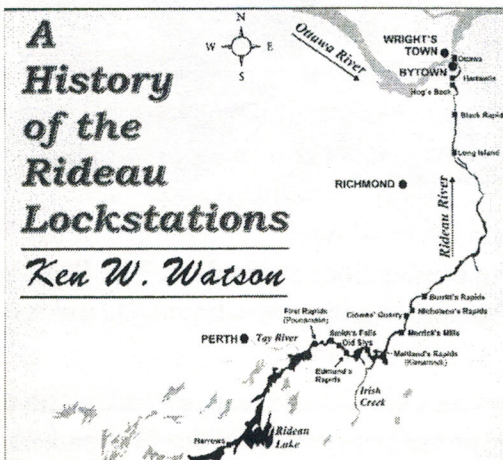 A
History
of the
Rideau
Lockstations
Ken W. Watson
N
W
E
S
Ottawa River
WRIGHT'S
TOWN
BYTOWN
Ottawa
Hartwells
Hog's Back
Black Rapids
Long Island
RICHMOND
Rideau River
Burritt's Rapids
Nicholson's Rapids
Clowes' Quarry
Merrick's Mills
Maitland's Rapids
(Kilmarnock)
First Rapids
(Poonamalie)
Smith's Falls
Old Slys
Edmund's
Rapids
PERTH
Tay River
Irish
Creek
Rideau
Lake
Narrows